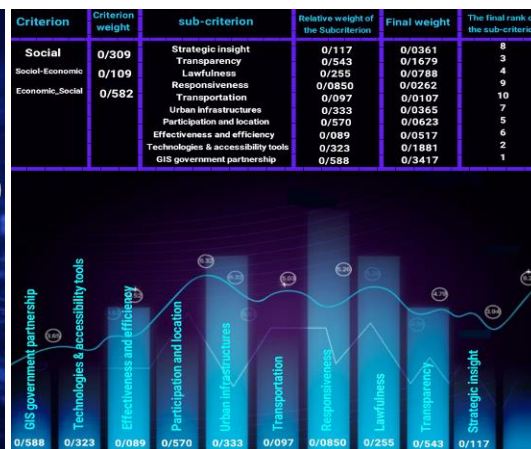 Criterion Criterion weight sub-criterion Relative weight of the Subcriterion Final weight The final rank o the sub-criterio
Social 0/309
Sociol-Economic 0/109
Economic_Social 0/582
Strategic insight 0/117 0/0361 8
Transparency 0/543 0/1679 3
Lawfulness 0/255 0/0788 4
Responsiveness 0/0850 0/0262 9
Transportation 0/097 0/0107 10
Urban infrastructures 0/333 0/0365 7
Participation and location 0/570 0/0623 5
Effectiveness and efficiency 0/089 0/0517 6
Technologies & accessibility tools 0/323 0/1881 2
GIS government partnership 0/588 0/3417 1
GIS government partnership
Technologies & accessibility tools
Effectiveness and efficiency
Participation and location
Urban infrastructures
Transportation
Responsiveness
Lawfulness
Transparency
Strategic insight
0/588 0/323 0/089 0/570 0/333 0/097 0/0850 0/255 0/543 0/117